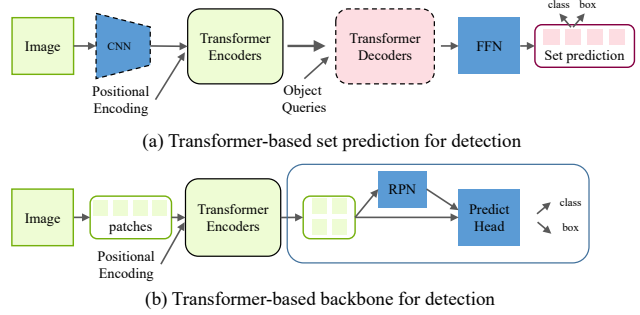 class box
Image
CNN
Transformer
Encoders
Transformer
Decoders
FFN
Set prediction
Positional
Encoding
Object
Queries
(a) Transformer-based set prediction for detection
Image
patches
Transformer
Encoders
RPN
Predict
Head
class
box
Positional
Encoding
(b) Transformer-based backbone for detection